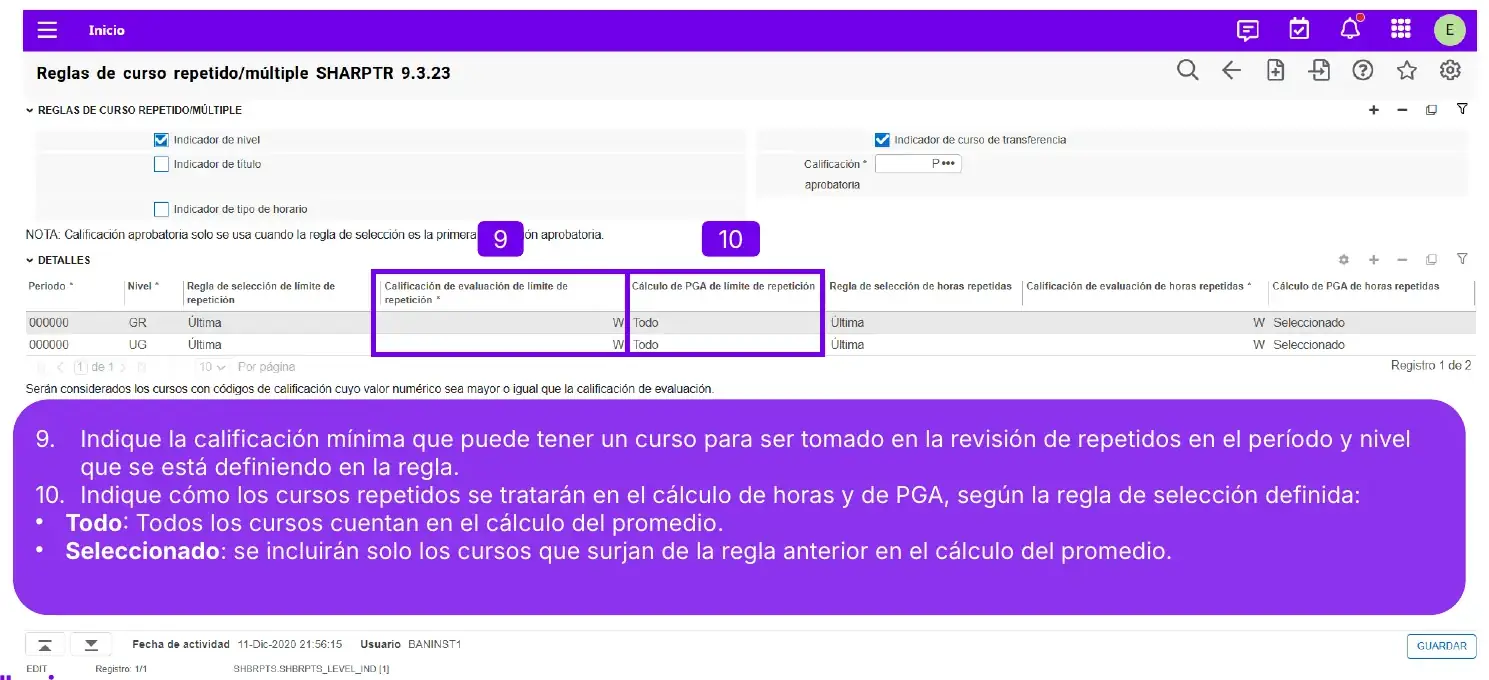 Inicio
E
Reglas de curso repetido/múltiple SHARPTR 9.3.23
REGLAS DE CURSO REPETIDO/MÚLTIPLE
Indicador de nivel
Indicador de curso de transferencia
Indicador de título
Calificación * P•••
aprobatoria
Indicador de tipo de horario
NOTA: Calificación aprobatoria solo se usa cuando la regla de selección es la primera ón aprobatoria.
9
10
DETALLES
Período * Nivel * Regla de selección de límite de repetición Calificación de evaluación de límite de repetición * Cálculo de PGA de límite de repetición Regla de selección de horas repetidas Calificación de evaluación de horas repetidas * Cálculo de PGA de horas repetidas
000000 GR Última W Todo Última W Seleccionado
000000 UG Última W Todo Última W Seleccionado
1 de 1 10 Por página Registro 1 de 2
Serán considerados los cursos con códigos de calificación cuyo valor numérico sea mayor o igual que la calificación de evaluación.
9. Indique la calificación mínima que puede tener un curso para ser tomado en la revisión de repetidos en el período y nivel
que se está definiendo en la regla.
10. Indique cómo los cursos repetidos se tratarán en el cálculo de horas y de PGA, según la regla de selección definida:
• Todo: Todos los cursos cuentan en el cálculo del promedio.
• Seleccionado: se incluirán solo los cursos que surjan de la regla anterior en el cálculo del promedio.
Fecha de actividad 11-Dic-2020 21:56:15 Usuario BANINST1
GUARDAR
EDIT Registro: 1/1 SHBRPTS.SHBRPTS_LEVEL_IND [1]